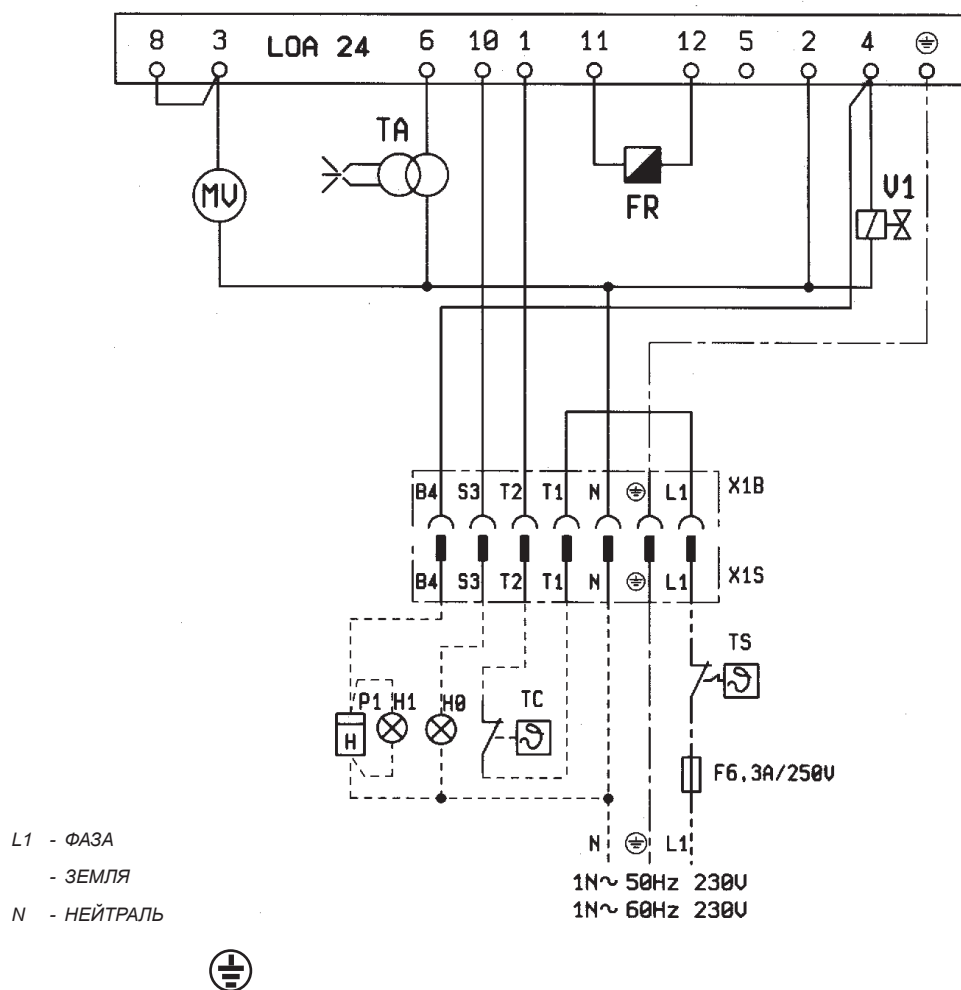 8 3 LOA 24 6 10 1 11 12 5 2 4
TA
MV
FR
V1
B4 S3 T2 T1 N L1 X1B
B4 S3 T2 T1 N L1 X1S
TS
P1 H1 H0 TC
H
F6,3A/250V
N L1
1N~ 50Hz 230V
1N~ 60Hz 230V
L1 - ФАЗА
- ЗЕМЛЯ
N - НЕЙТРАЛЬ